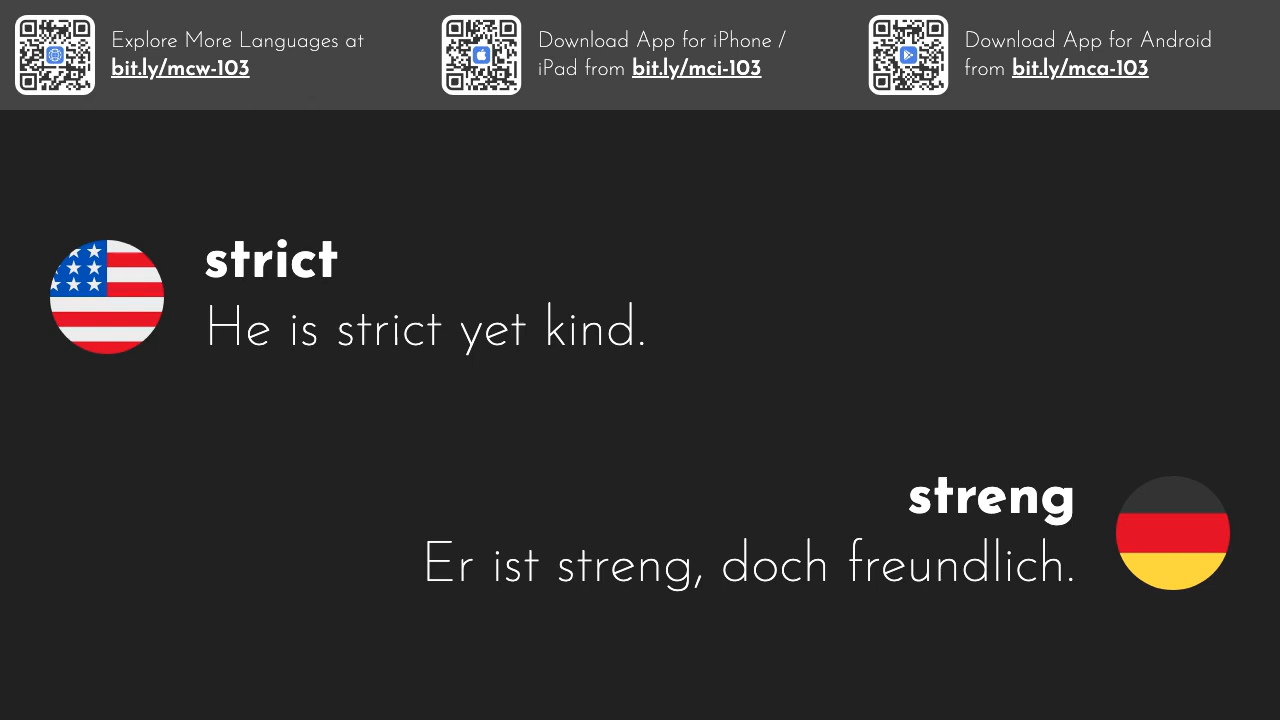 Explore More Languages at
bit.ly/mcw-103
Download App for iPhone /
iPad from bit.ly/mci-103
Download App for Android
from bit.ly/mca-103
strict
He is strict yet kind.
streng
Er ist streng, doch freundlich.